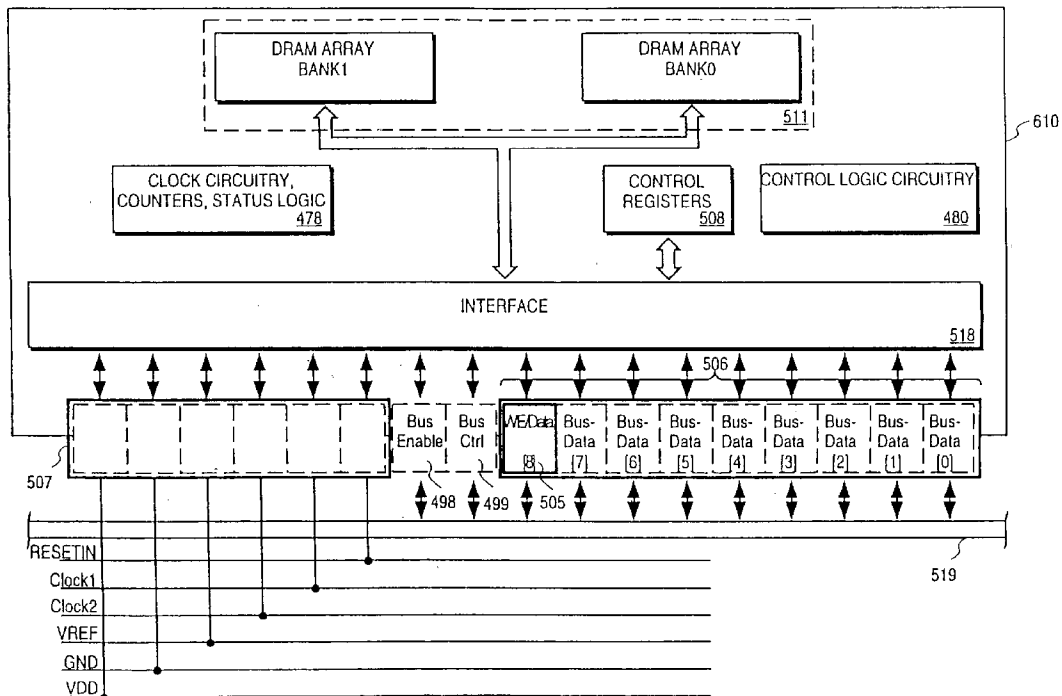 DRAM ARRAY
BANK1
DRAM ARRAY
BANK0
511
610
CLOCK CIRCUITRY,
COUNTERS, STATUS LOGIC
478
CONTROL
REGISTERS 508
CONTROL LOGIC CIRCUITRY
480
INTERFACE
518
506
Bus
Enable
Bus
Ctrl
WE/Data
[8]
Bus-
Data
[7]
Bus-
Data
[6]
Bus-
Data
[5]
Bus-
Data
[4]
Bus-
Data
[3]
Bus-
Data
[2]
Bus-
Data
[1]
Bus-
Data
[0]
507
498
499
505
519
RESETIN
Clock1
Clock2
VREF
GND
VDD